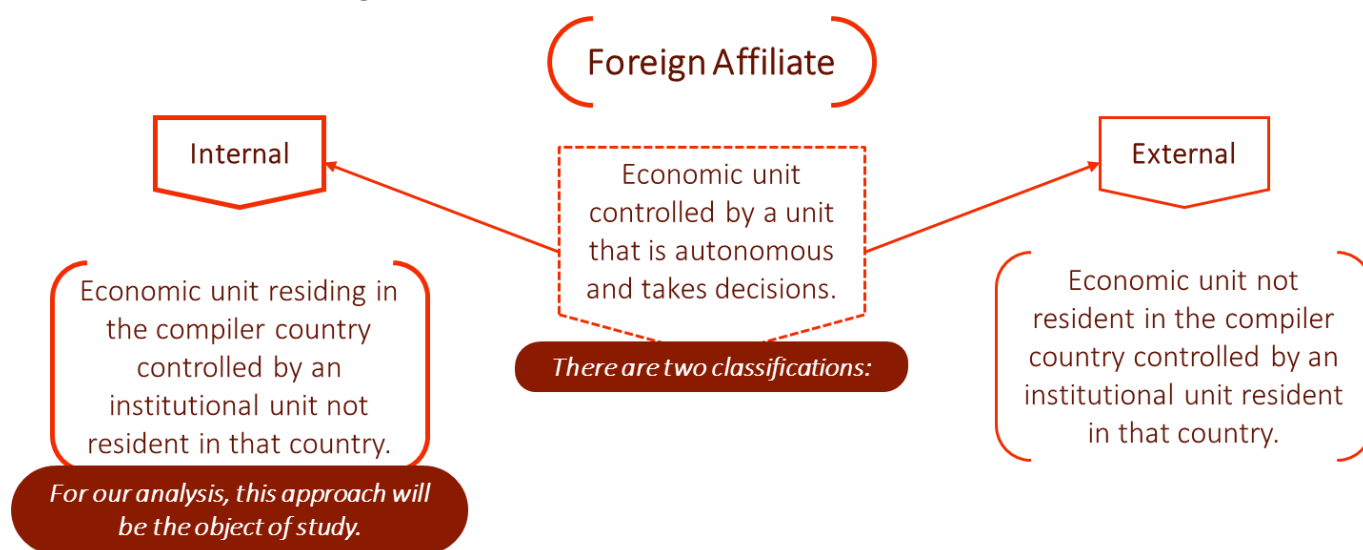 Foreign Affiliate
Internal
Economic unit residing in
the compiler country
controlled by an
institutional unit not
resident in that country.
For our analysis, this approach will
be the object of study.
Economic unit
controlled by a unit
that is autonomous
and takes decisions.
There are two classifications:
External
Economic unit not
resident in the compiler
country controlled by an
institutional unit resident
in that country.